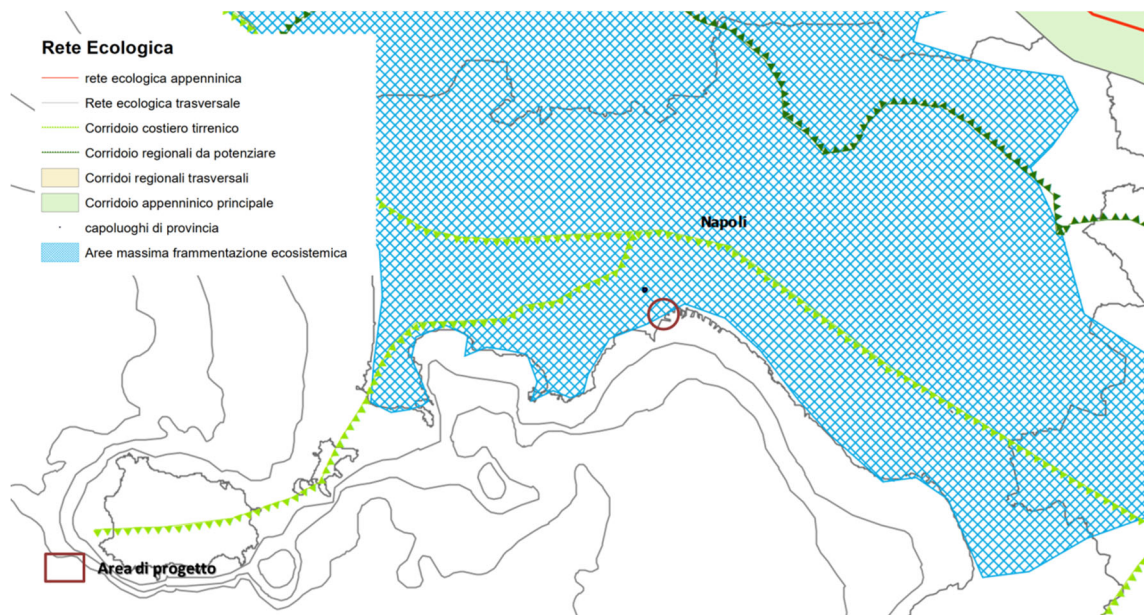 Rete Ecologica
rete ecologica appenninica
Rete ecologica trasversale
Corridoio costiero tirrenico
Corridoio regionali da potenziare
Corridoi regionali trasversali
Corridoio appenninico principale
capoluoghi di provincia
Aree massima frammentazione ecosistemica
Napoli
Area di progetto